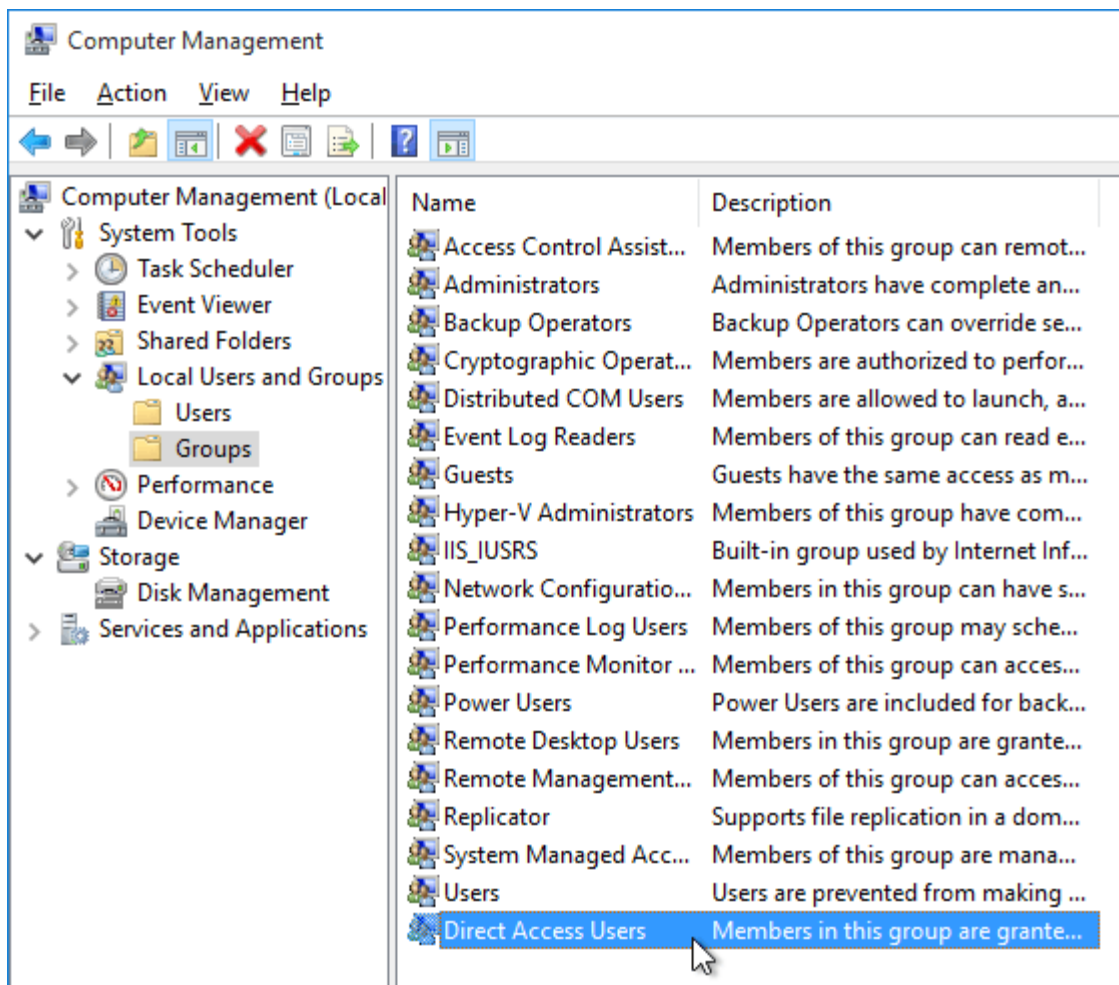 Computer Management
File Action View Help
Computer Management (Local
System Tools
Task Scheduler
Event Viewer
Shared Folders
Local Users and Groups
Users
Groups
Performance
Device Manager
Storage
Disk Management
Services and Applications
Name Description
Access Control Assist... Members of this group can remot...
Administrators Administrators have complete an...
Backup Operators Backup Operators can override se...
Cryptographic Operat... Members are authorized to perfor...
Distributed COM Users Members are allowed to launch, a...
Event Log Readers Members of this group can read e...
Guests Guests have the same access as m...
Hyper-V Administrators Members of this group have com...
IIS_IUSRS Built-in group used by Internet Inf...
Network Configuratio... Members in this group can have s...
Performance Log Users Members of this group may sche...
Performance Monitor ... Members of this group can acces...
Power Users Power Users are included for back...
Remote Desktop Users Members in this group are grante...
Remote Management... Members of this group can acces...
Replicator Supports file replication in a dom...
System Managed Acc... Members of this group are mana...
Users Users are prevented from making ...
Direct Access Users Members in this group are grante...